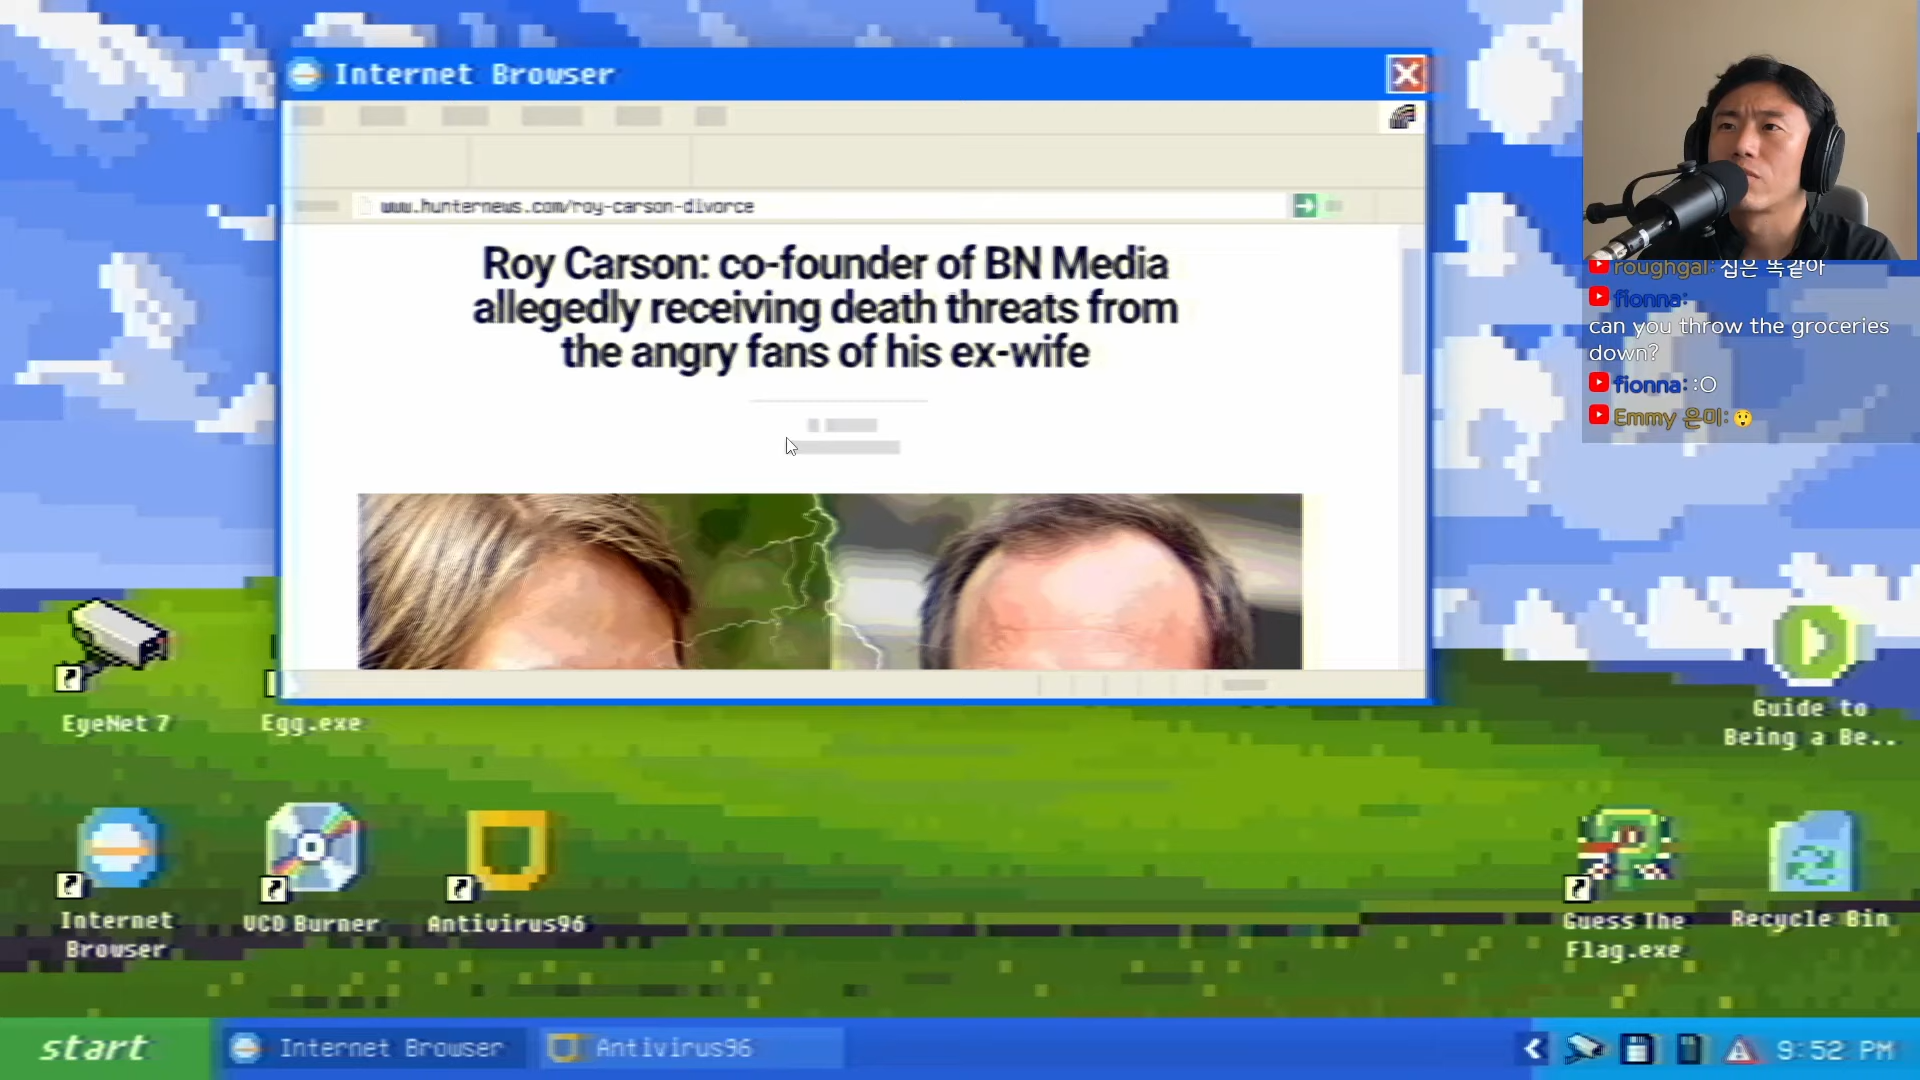 Internet Browser
www.hunternews.com/roy-carson-divorce
Roy Carson: co-founder of BN Media
allegedly receiving death threats from
the angry fans of his ex-wife
roughgal: 집은 똑같아
fionna:
can you throw the groceries
down?
fionna: :O
Emmy 은미: 😲
EyeNet 7
Egg.exe
Guide to
Being a Be..
Internet
Browser
VCD Burner
Antivirus96
Guess The
Flag.exe
Recycle Bin
start
Internet Browser
Antivirus96
9:52 PM